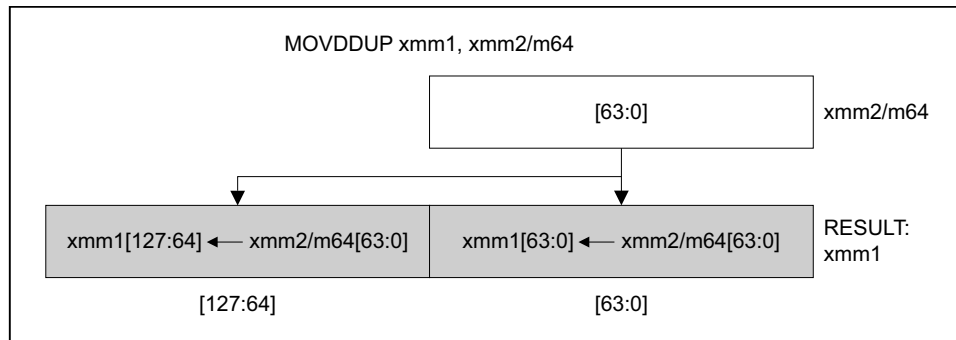 MOVDDUP xmm1, xmm2/m64
[63:0]
xmm2/m64
xmm1[127:64] ← xmm2/m64[63:0]
xmm1[63:0] ← xmm2/m64[63:0]
RESULT:
xmm1
[127:64]
[63:0]